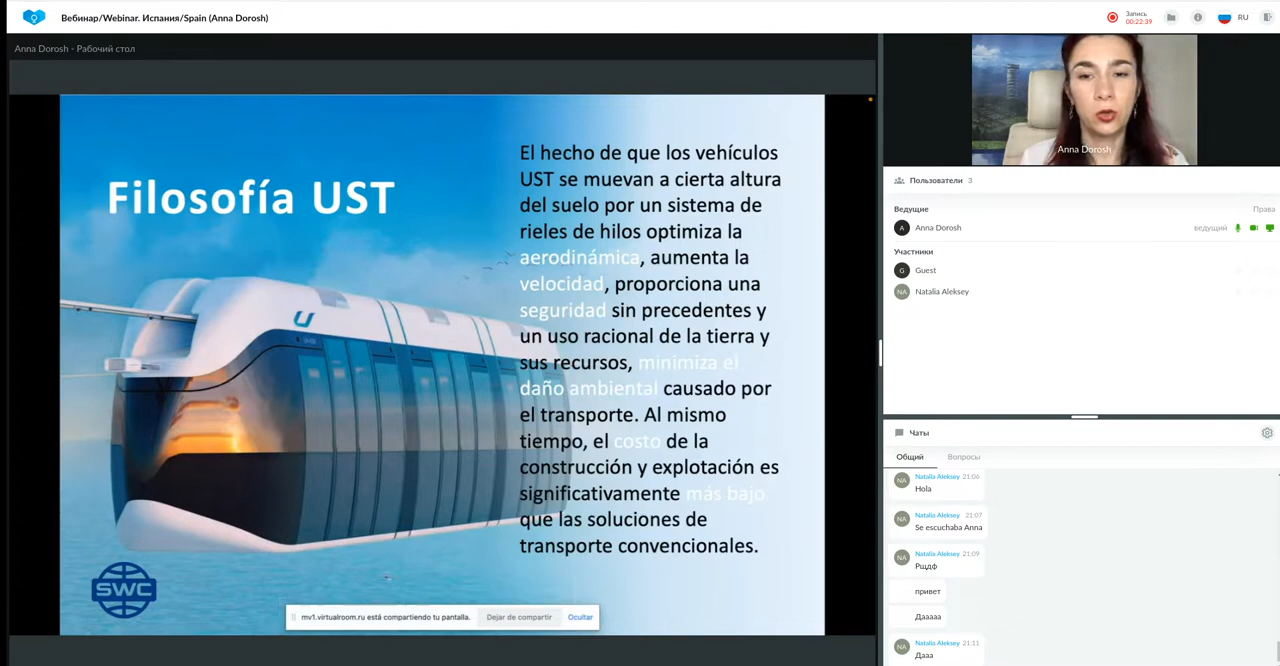 Вебинар/Webinar. Испания/Spain (Anna Dorosh)
Запись
00:22:39
RU
Anna Dorosh - Рабочий стол
Filosofía UST
El hecho de que los vehículos
UST se muevan a cierta altura
del suelo por un sistema de
rieles de hilos optimiza la
aerodinámica, aumenta la
velocidad, proporciona una
seguridad sin precedentes y
un uso racional de la tierra y
sus recursos, minimiza el
daño ambiental causado por
el transporte. Al mismo
tiempo, el costo de la
construcción y explotación es
significativamente más bajo
que las soluciones de
transporte convencionales.
SWC
mv1.virtualroom.ru está compartiendo tu pantalla.
Dejar de compartir
Ocultar
Anna Dorosh
Пользователи 3
Ведущие
Права
A
Anna Dorosh
ведущий
Участники
G
Guest
NA
Natalia Aleksey
Чаты
Общий
Вопросы
NA
Natalia Aleksey 21:06
Hola
NA
Natalia Aleksey 21:07
Se escuchaba Anna
NA
Natalia Aleksey 21:09
Рщдф
привет
Дааааа
NA
Natalia Aleksey 21:11
Дааа